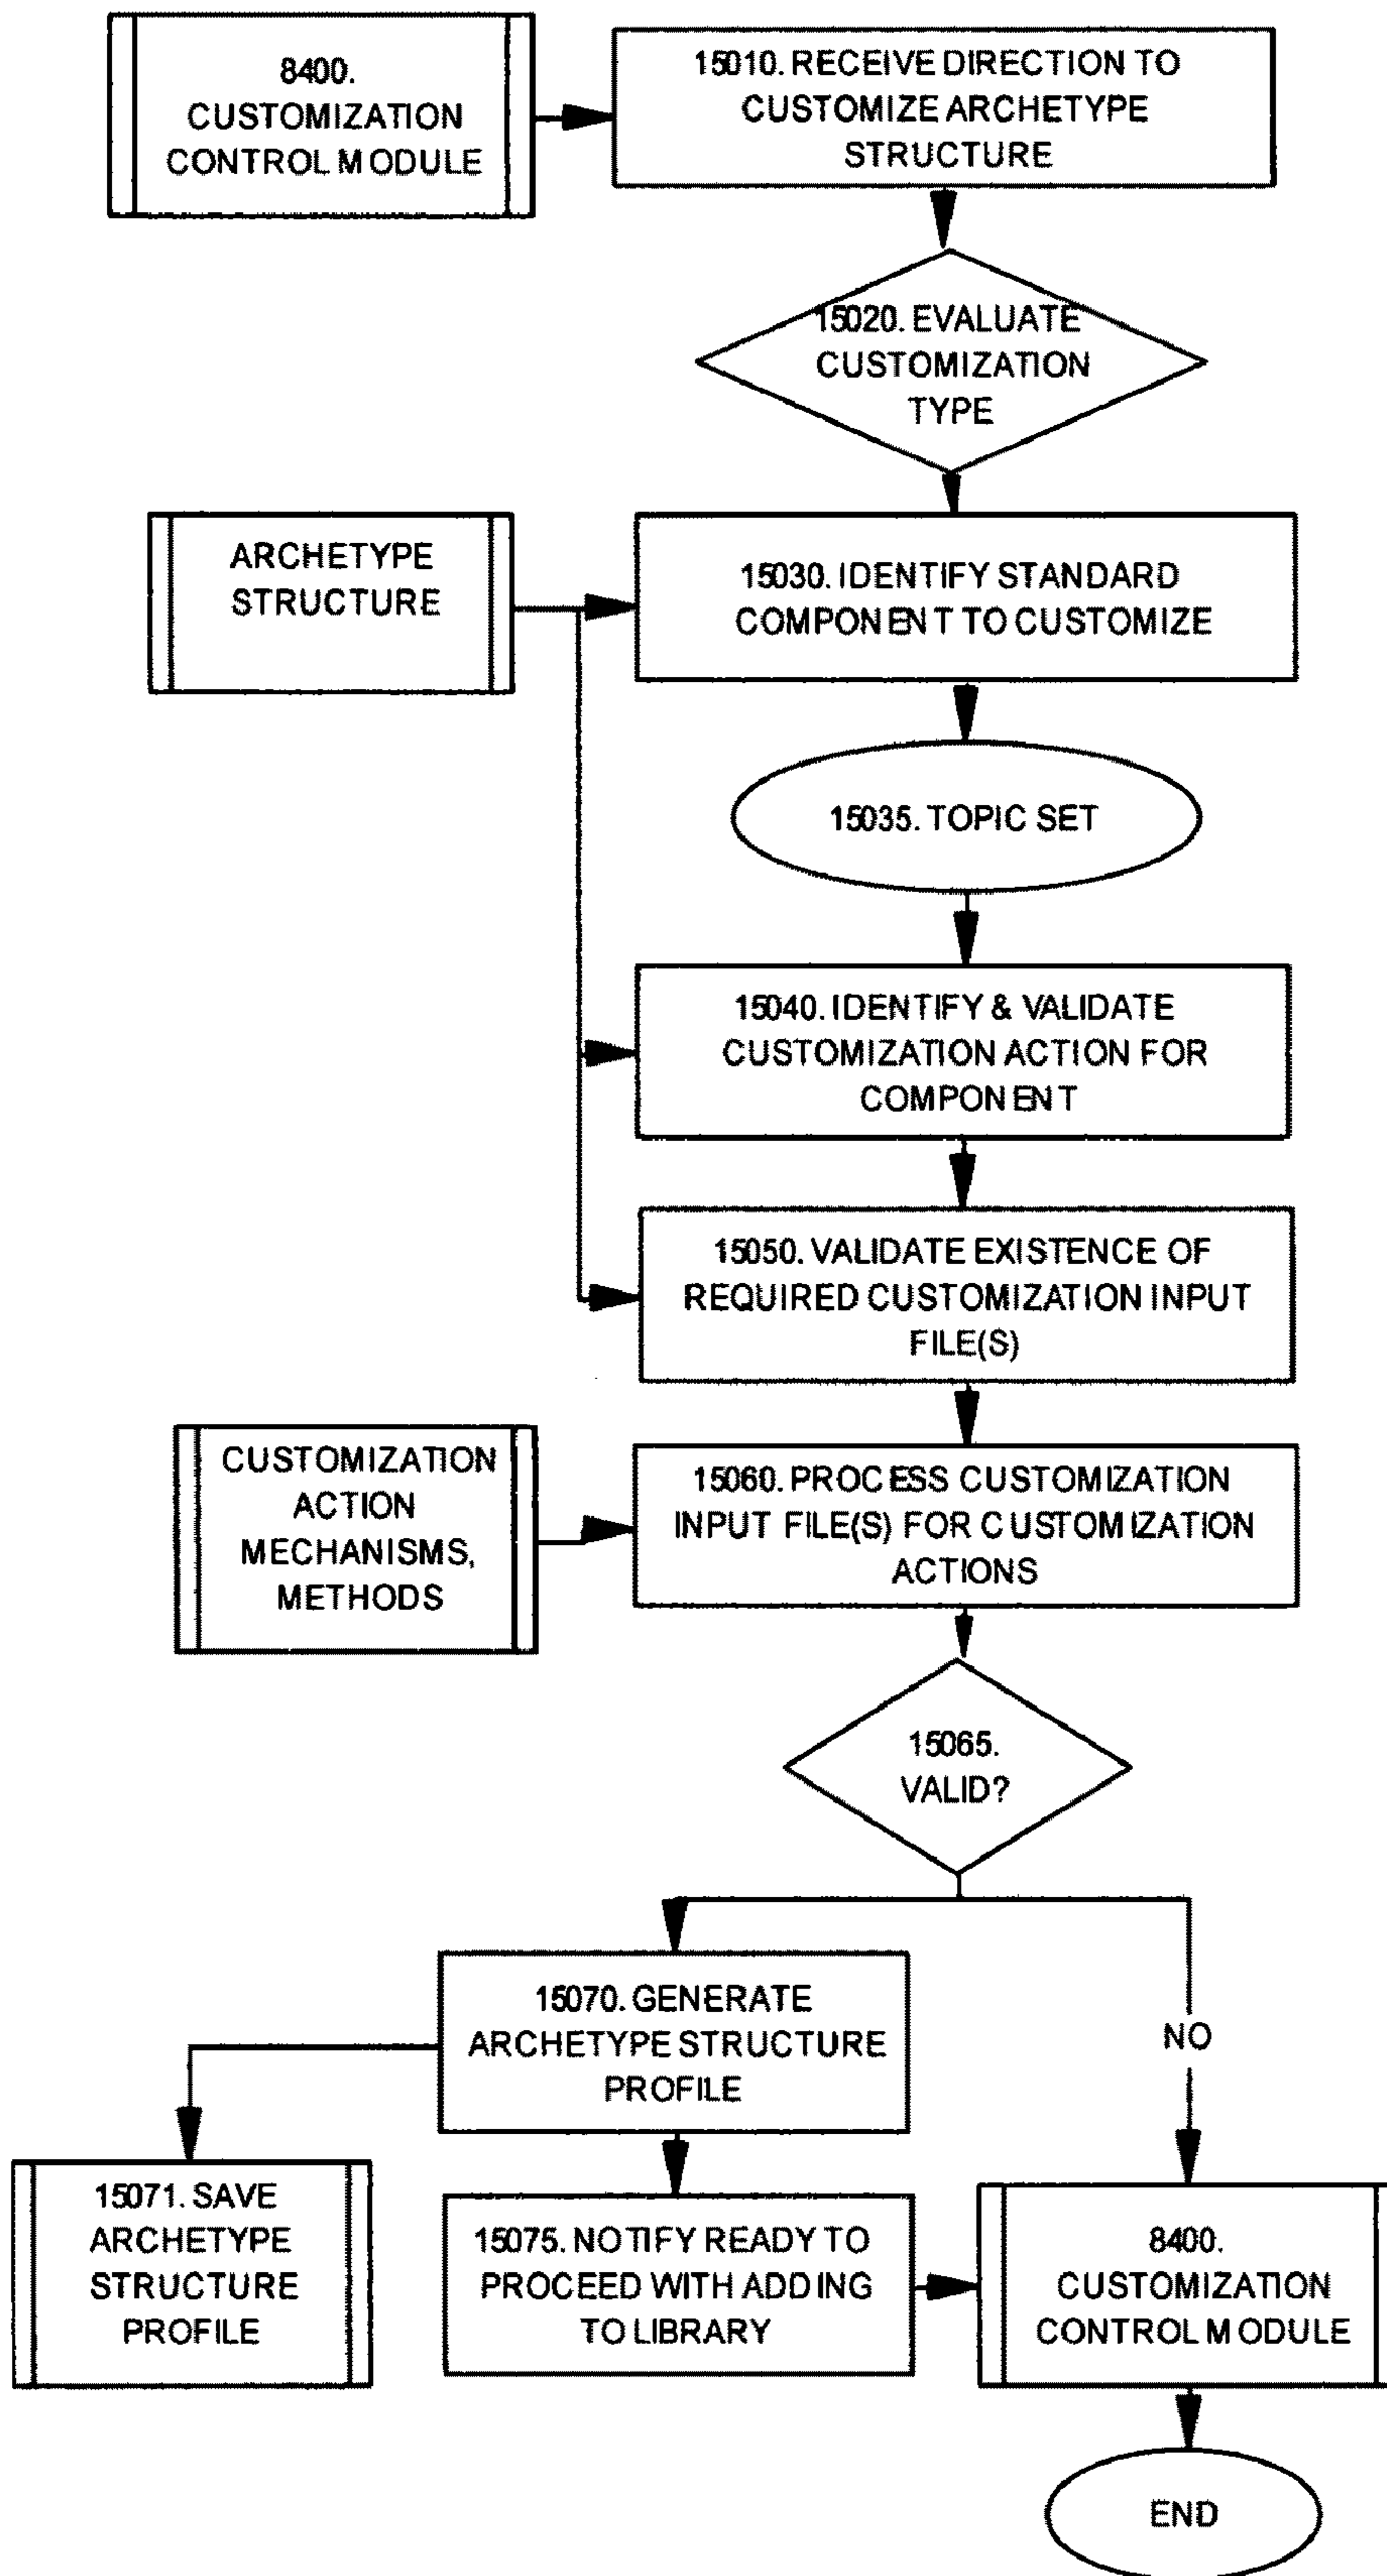 8400.
CUSTOMIZATION
CONTROL MODULE
15010. RECEIVE DIRECTION TO
CUSTOMIZE ARCHETYPE
STRUCTURE
15020. EVALUATE
CUSTOMIZATION
TYPE
ARCHETYPE
STRUCTURE
15030. IDENTIFY STANDARD
COMPONENT TO CUSTOMIZE
15035. TOPIC SET
15040. IDENTIFY & VALIDATE
CUSTOMIZATION ACTION FOR
COMPONENT
15050. VALIDATE EXISTENCE OF
REQUIRED CUSTOMIZATION INPUT
FILE(S)
CUSTOMIZATION
ACTION
MECHANISMS,
METHODS
15060. PROCESS CUSTOMIZATION
INPUT FILE(S) FOR CUSTOMIZATION
ACTIONS
15065.
VALID?
15070. GENERATE
ARCHETYPE STRUCTURE
PROFILE
NO
15071. SAVE
ARCHETYPE
STRUCTURE
PROFILE
15075. NOTIFY READY TO
PROCEED WITH ADDING
TO LIBRARY
8400.
CUSTOMIZATION
CONTROL MODULE
END